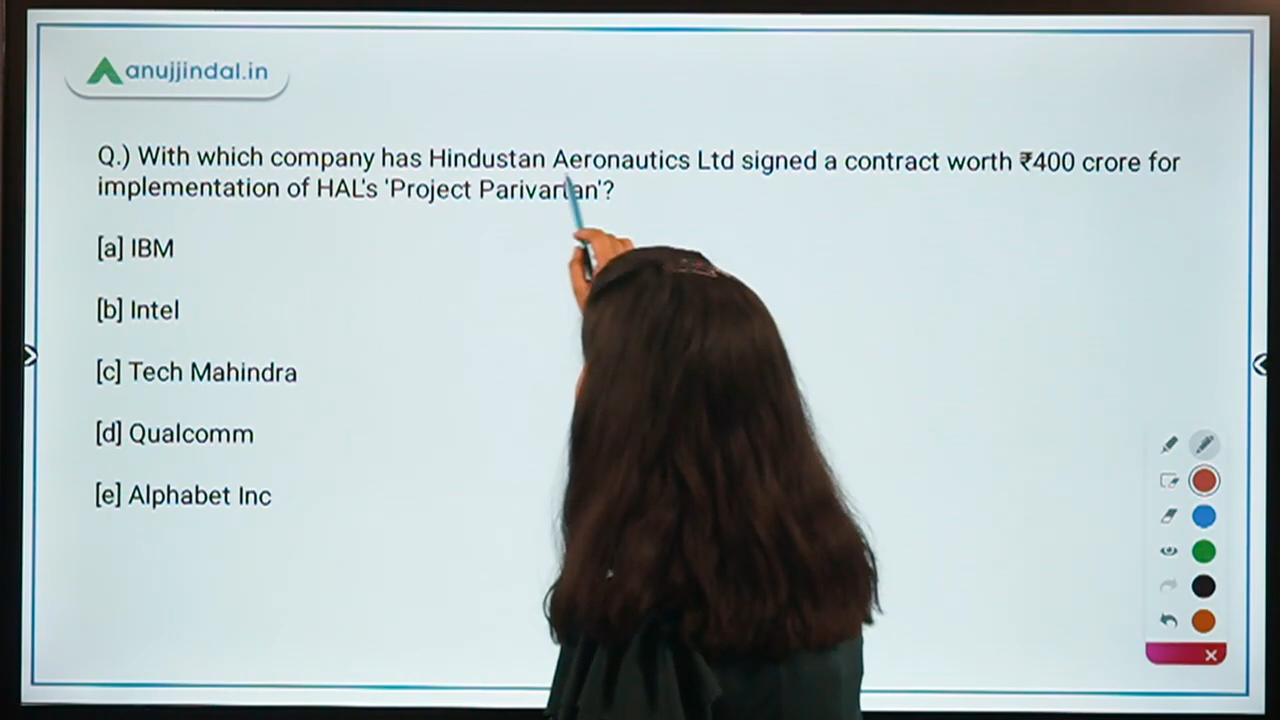 anujjindal.in
Q.) With which company has Hindustan Aeronautics Ltd signed a contract worth ₹400 crore for
implementation of HAL's 'Project Parivartan'?
[a] IBM
[b] Intel
[c] Tech Mahindra
[d] Qualcomm
[e] Alphabet Inc